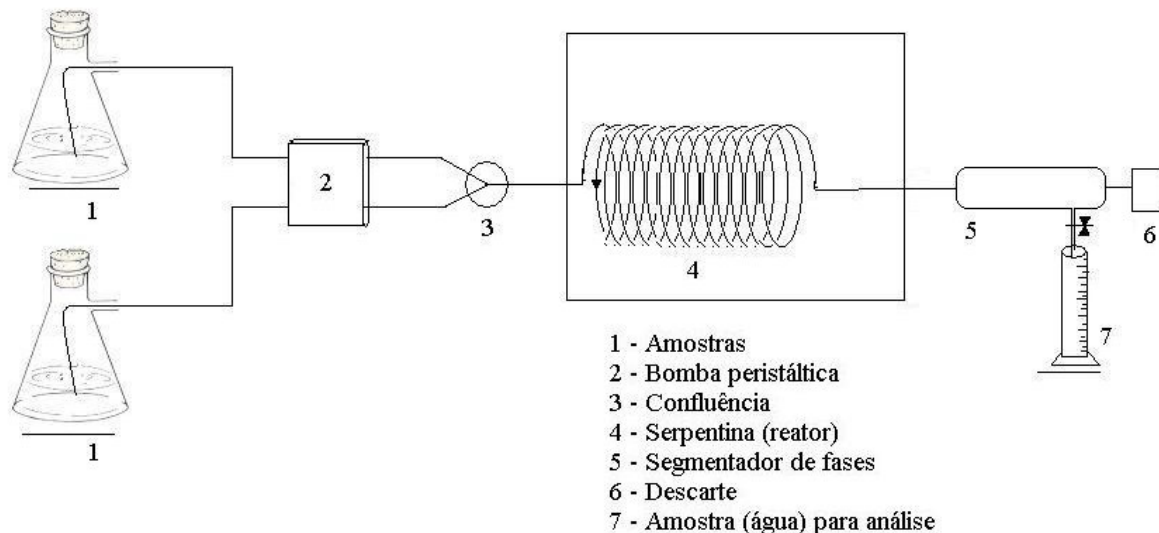 1
2
3
4
5
6
7
1
1 - Amostras
2 - Bomba peristáltica
3 - Confluência
4 - Serpentina (reator)
5 - Segmentador de fases
6 - Descarte
7 - Amostra (água) para análise